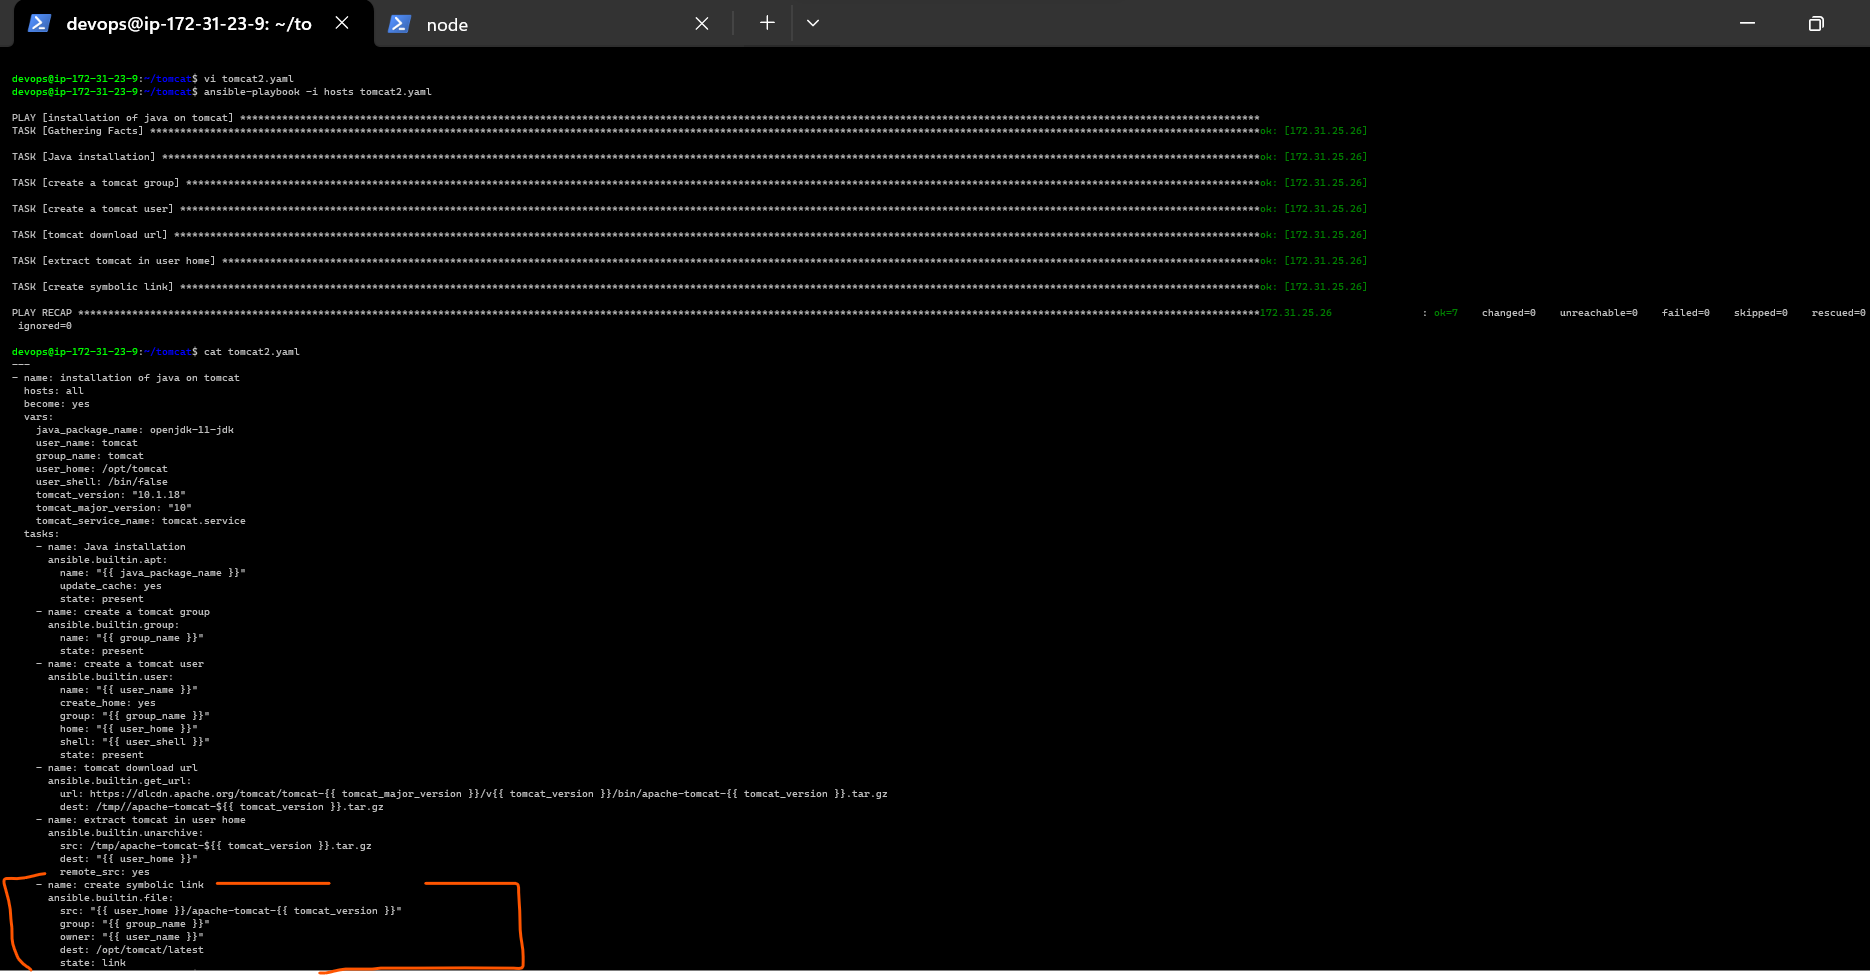 devops@ip-172-31-23-9: ~/to
node
devops@ip-172-31-23-9:~/tomcat$ vi tomcat2.yaml
devops@ip-172-31-23-9:~/tomcat$ ansible-playbook -i hosts tomcat2.yaml
PLAY [installation of java on tomcat] **************************************************************************************************************************************************************************
TASK [Gathering Facts] *****************************************************************************************************************************************************************************************ok: [172.31.25.26]
TASK [Java installation] ***************************************************************************************************************************************************************************************ok: [172.31.25.26]
TASK [create a tomcat group] ***********************************************************************************************************************************************************************************ok: [172.31.25.26]
TASK [create a tomcat user] ************************************************************************************************************************************************************************************ok: [172.31.25.26]
TASK [tomcat download url] *************************************************************************************************************************************************************************************ok: [172.31.25.26]
TASK [extract tomcat in user home] *****************************************************************************************************************************************************************************ok: [172.31.25.26]
TASK [create symbolic link] ************************************************************************************************************************************************************************************ok: [172.31.25.26]
PLAY RECAP *****************************************************************************************************************************************************************************************************172.31.25.26 : ok=7 changed=0 unreachable=0 failed=0 skipped=0 rescued=0
ignored=0
devops@ip-172-31-23-9:~/tomcat$ cat tomcat2.yaml
---
- name: installation of java on tomcat
  hosts: all
  become: yes
  vars:
    java_package_name: openjdk-11-jdk
    user_name: tomcat
    group_name: tomcat
    user_home: /opt/tomcat
    user_shell: /bin/false
    tomcat_version: "10.1.18"
    tomcat_major_version: "10"
    tomcat_service_name: tomcat.service
  tasks:
    - name: Java installation
      ansible.builtin.apt:
        name: "{{ java_package_name }}"
        update_cache: yes
        state: present
    - name: create a tomcat group
      ansible.builtin.group:
        name: "{{ group_name }}"
        state: present
    - name: create a tomcat user
      ansible.builtin.user:
        name: "{{ user_name }}"
        create_home: yes
        group: "{{ group_name }}"
        home: "{{ user_home }}"
        shell: "{{ user_shell }}"
        state: present
    - name: tomcat download url
      ansible.builtin.get_url:
        url: https://dlcdn.apache.org/tomcat/tomcat-{{ tomcat_major_version }}/v{{ tomcat_version }}/bin/apache-tomcat-{{ tomcat_version }}.tar.gz
        dest: /tmp//apache-tomcat-${{ tomcat_version }}.tar.gz
    - name: extract tomcat in user home
      ansible.builtin.unarchive:
        src: /tmp/apache-tomcat-${{ tomcat_version }}.tar.gz
        dest: "{{ user_home }}"
        remote_src: yes
    - name: create symbolic link
      ansible.builtin.file:
        src: "{{ user_home }}/apache-tomcat-{{ tomcat_version }}"
        group: "{{ group_name }}"
        owner: "{{ user_name }}"
        dest: /opt/tomcat/latest
        state: link